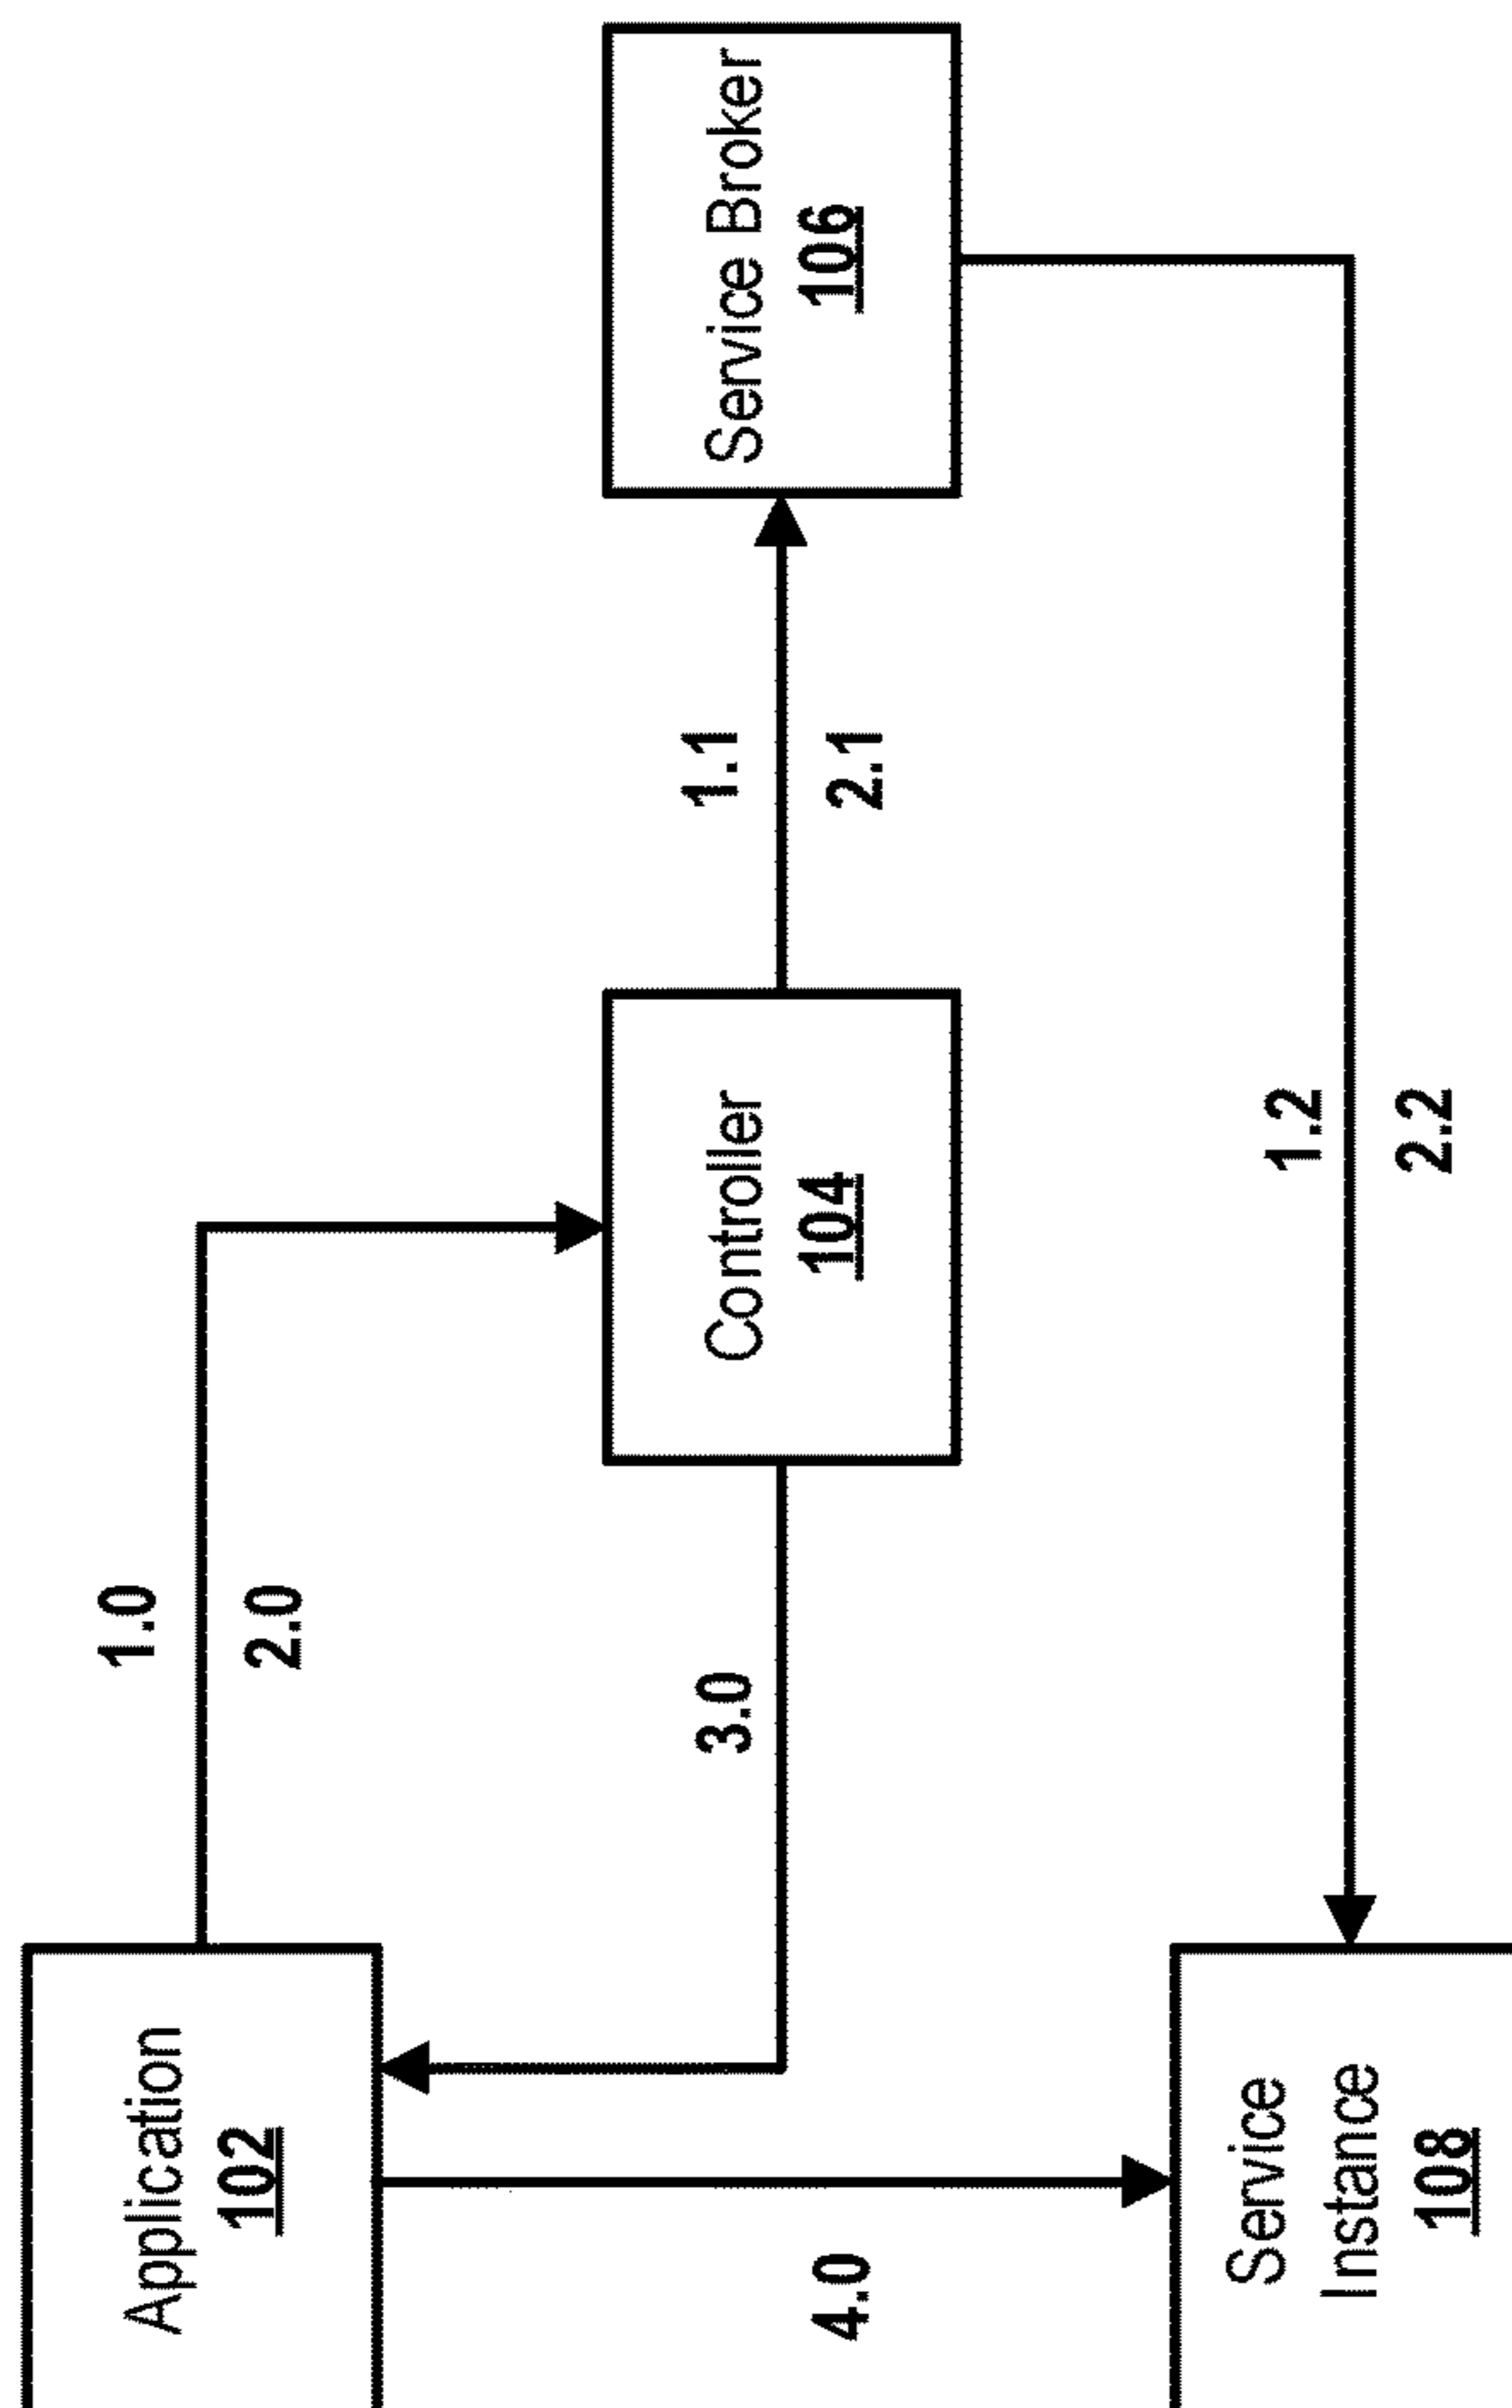 1.0
2.0
Application
102
3.0
Controller
104
1.1
2.1
Service Broker
106
4.0
1.2
2.2
Service
Instance
108